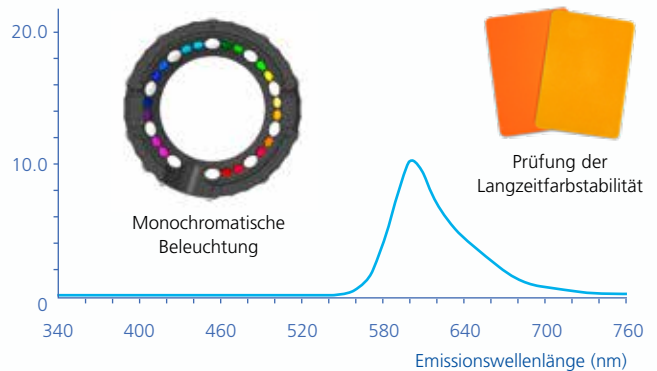 20.0
10.0
0
Monochromatische
Beleuchtung
Prüfung der
Langzeitfarbstabilität
340 400 460 520 580 640 700 760
Emissionswellenlänge (nm)